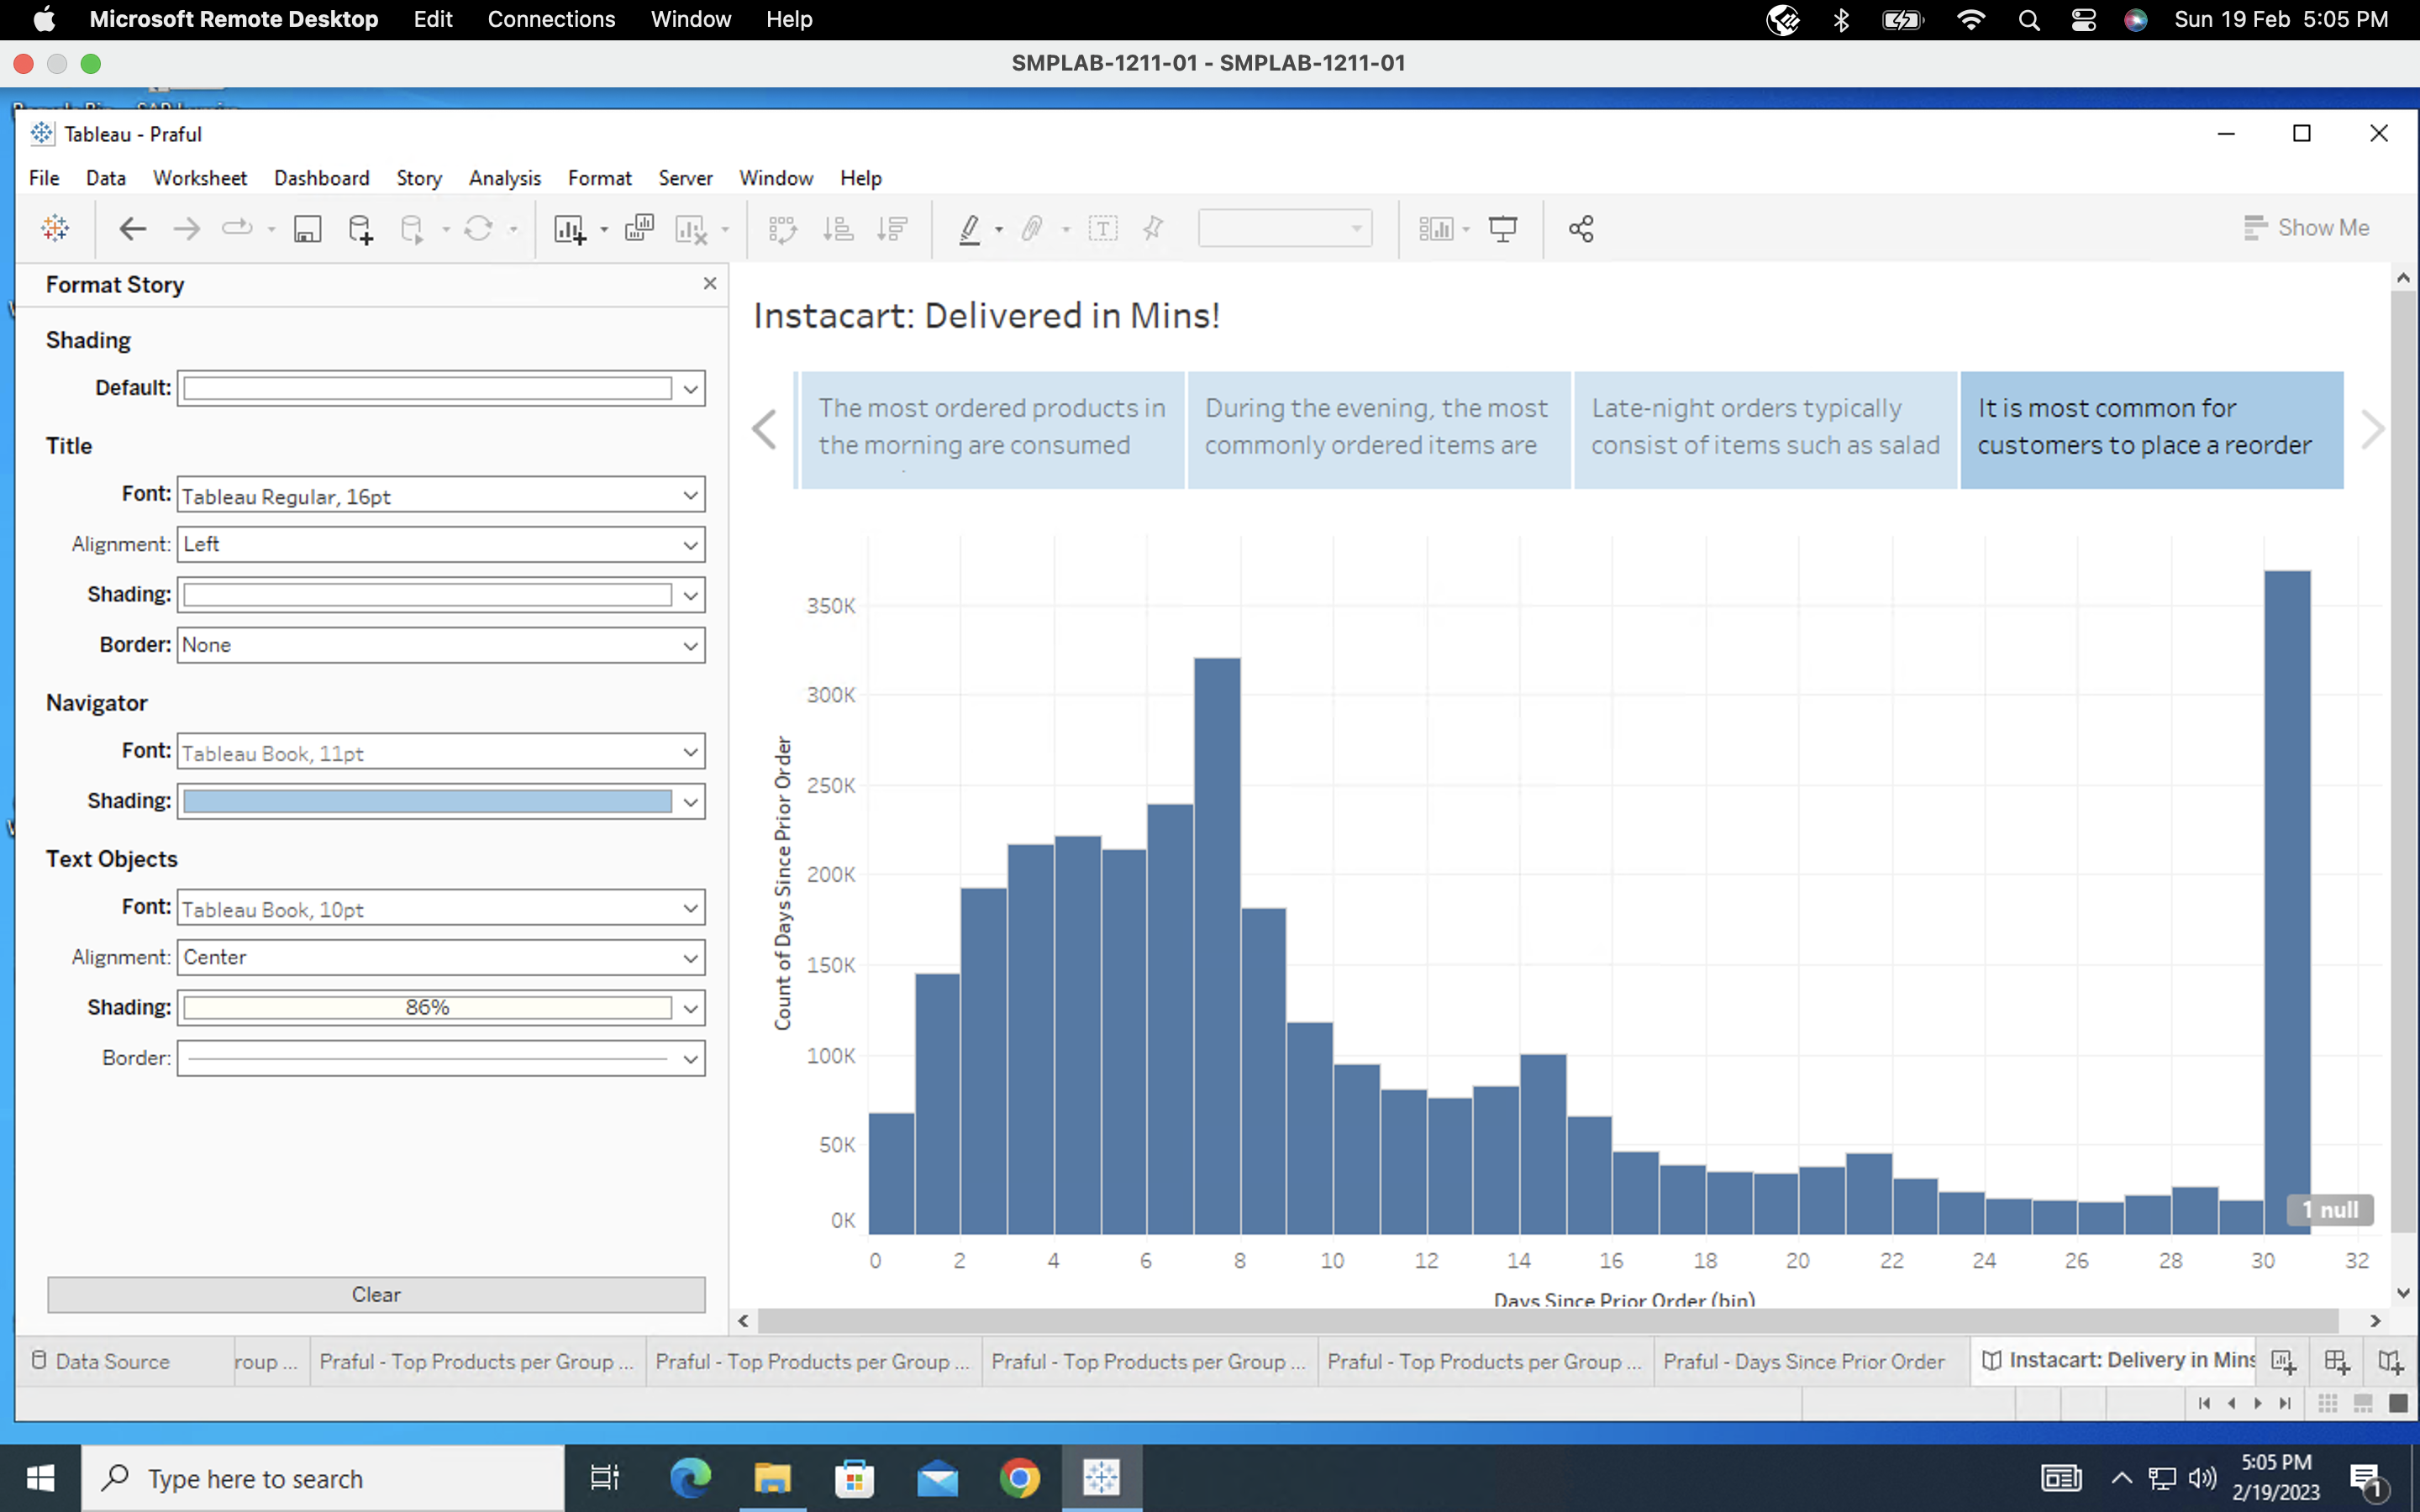 Microsoft Remote Desktop Edit Connections Window Help Sun 19 Feb 5:05 PM
SMPLAB-1211-01 - SMPLAB-1211-01
Tableau - Praful
File Data Worksheet Dashboard Story Analysis Format Server Window Help
Show Me
Format Story
Shading
Default:
Title
Font: Tableau Regular, 16pt
Alignment: Left
Shading:
Border: None
Navigator
Font: Tableau Book, 11pt
Shading:
Text Objects
Font: Tableau Book, 10pt
Alignment: Center
Shading: 86%
Border:
Clear
Instacart: Delivered in Mins!
The most ordered products in
the morning are consumed
During the evening, the most
commonly ordered items are
Late-night orders typically
consist of items such as salad
It is most common for
customers to place a reorder
Count of Days Since Prior Order
350K
300K
250K
200K
150K
100K
50K
0K
1 null
0 2 4 6 8 10 12 14 16 18 20 22 24 26 28 30 32
Days Since Prior Order (bin)
Data Source roup ... Praful - Top Products per Group ... Praful - Top Products per Group ... Praful - Top Products per Group ... Praful - Top Products per Group ... Praful - Days Since Prior Order Instacart: Delivery in Mins
Type here to search
5:05 PM
2/19/2023
1